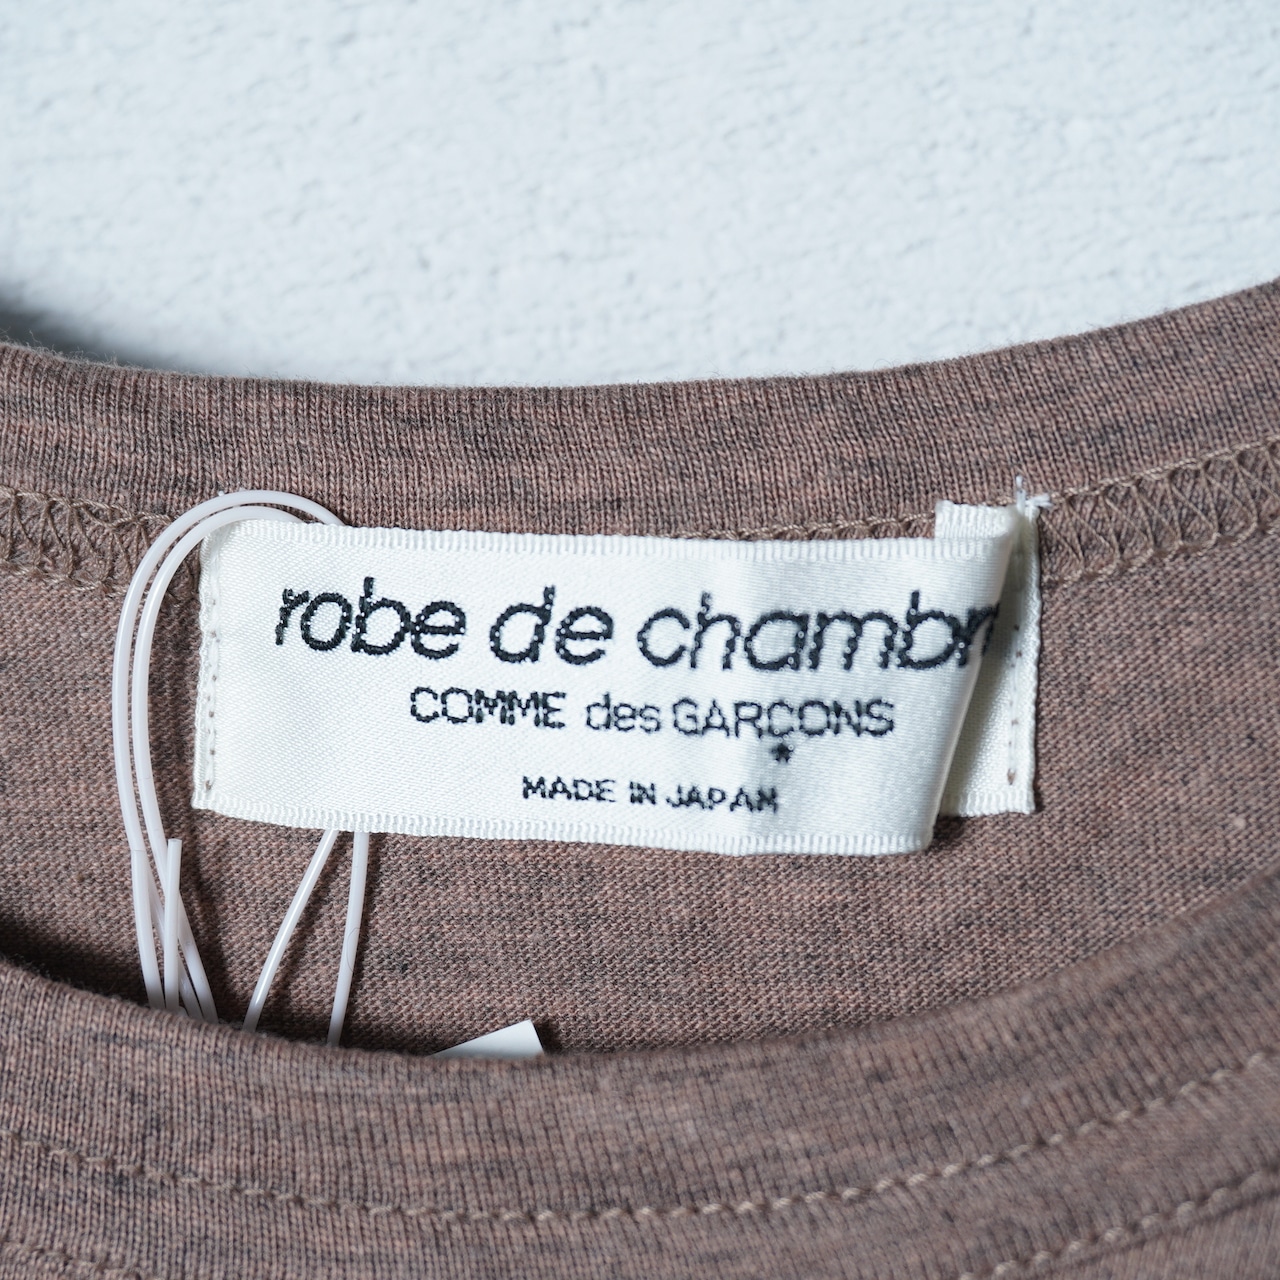 robe de chambr
COMME des GARÇONS
*
MADE IN JAPAN